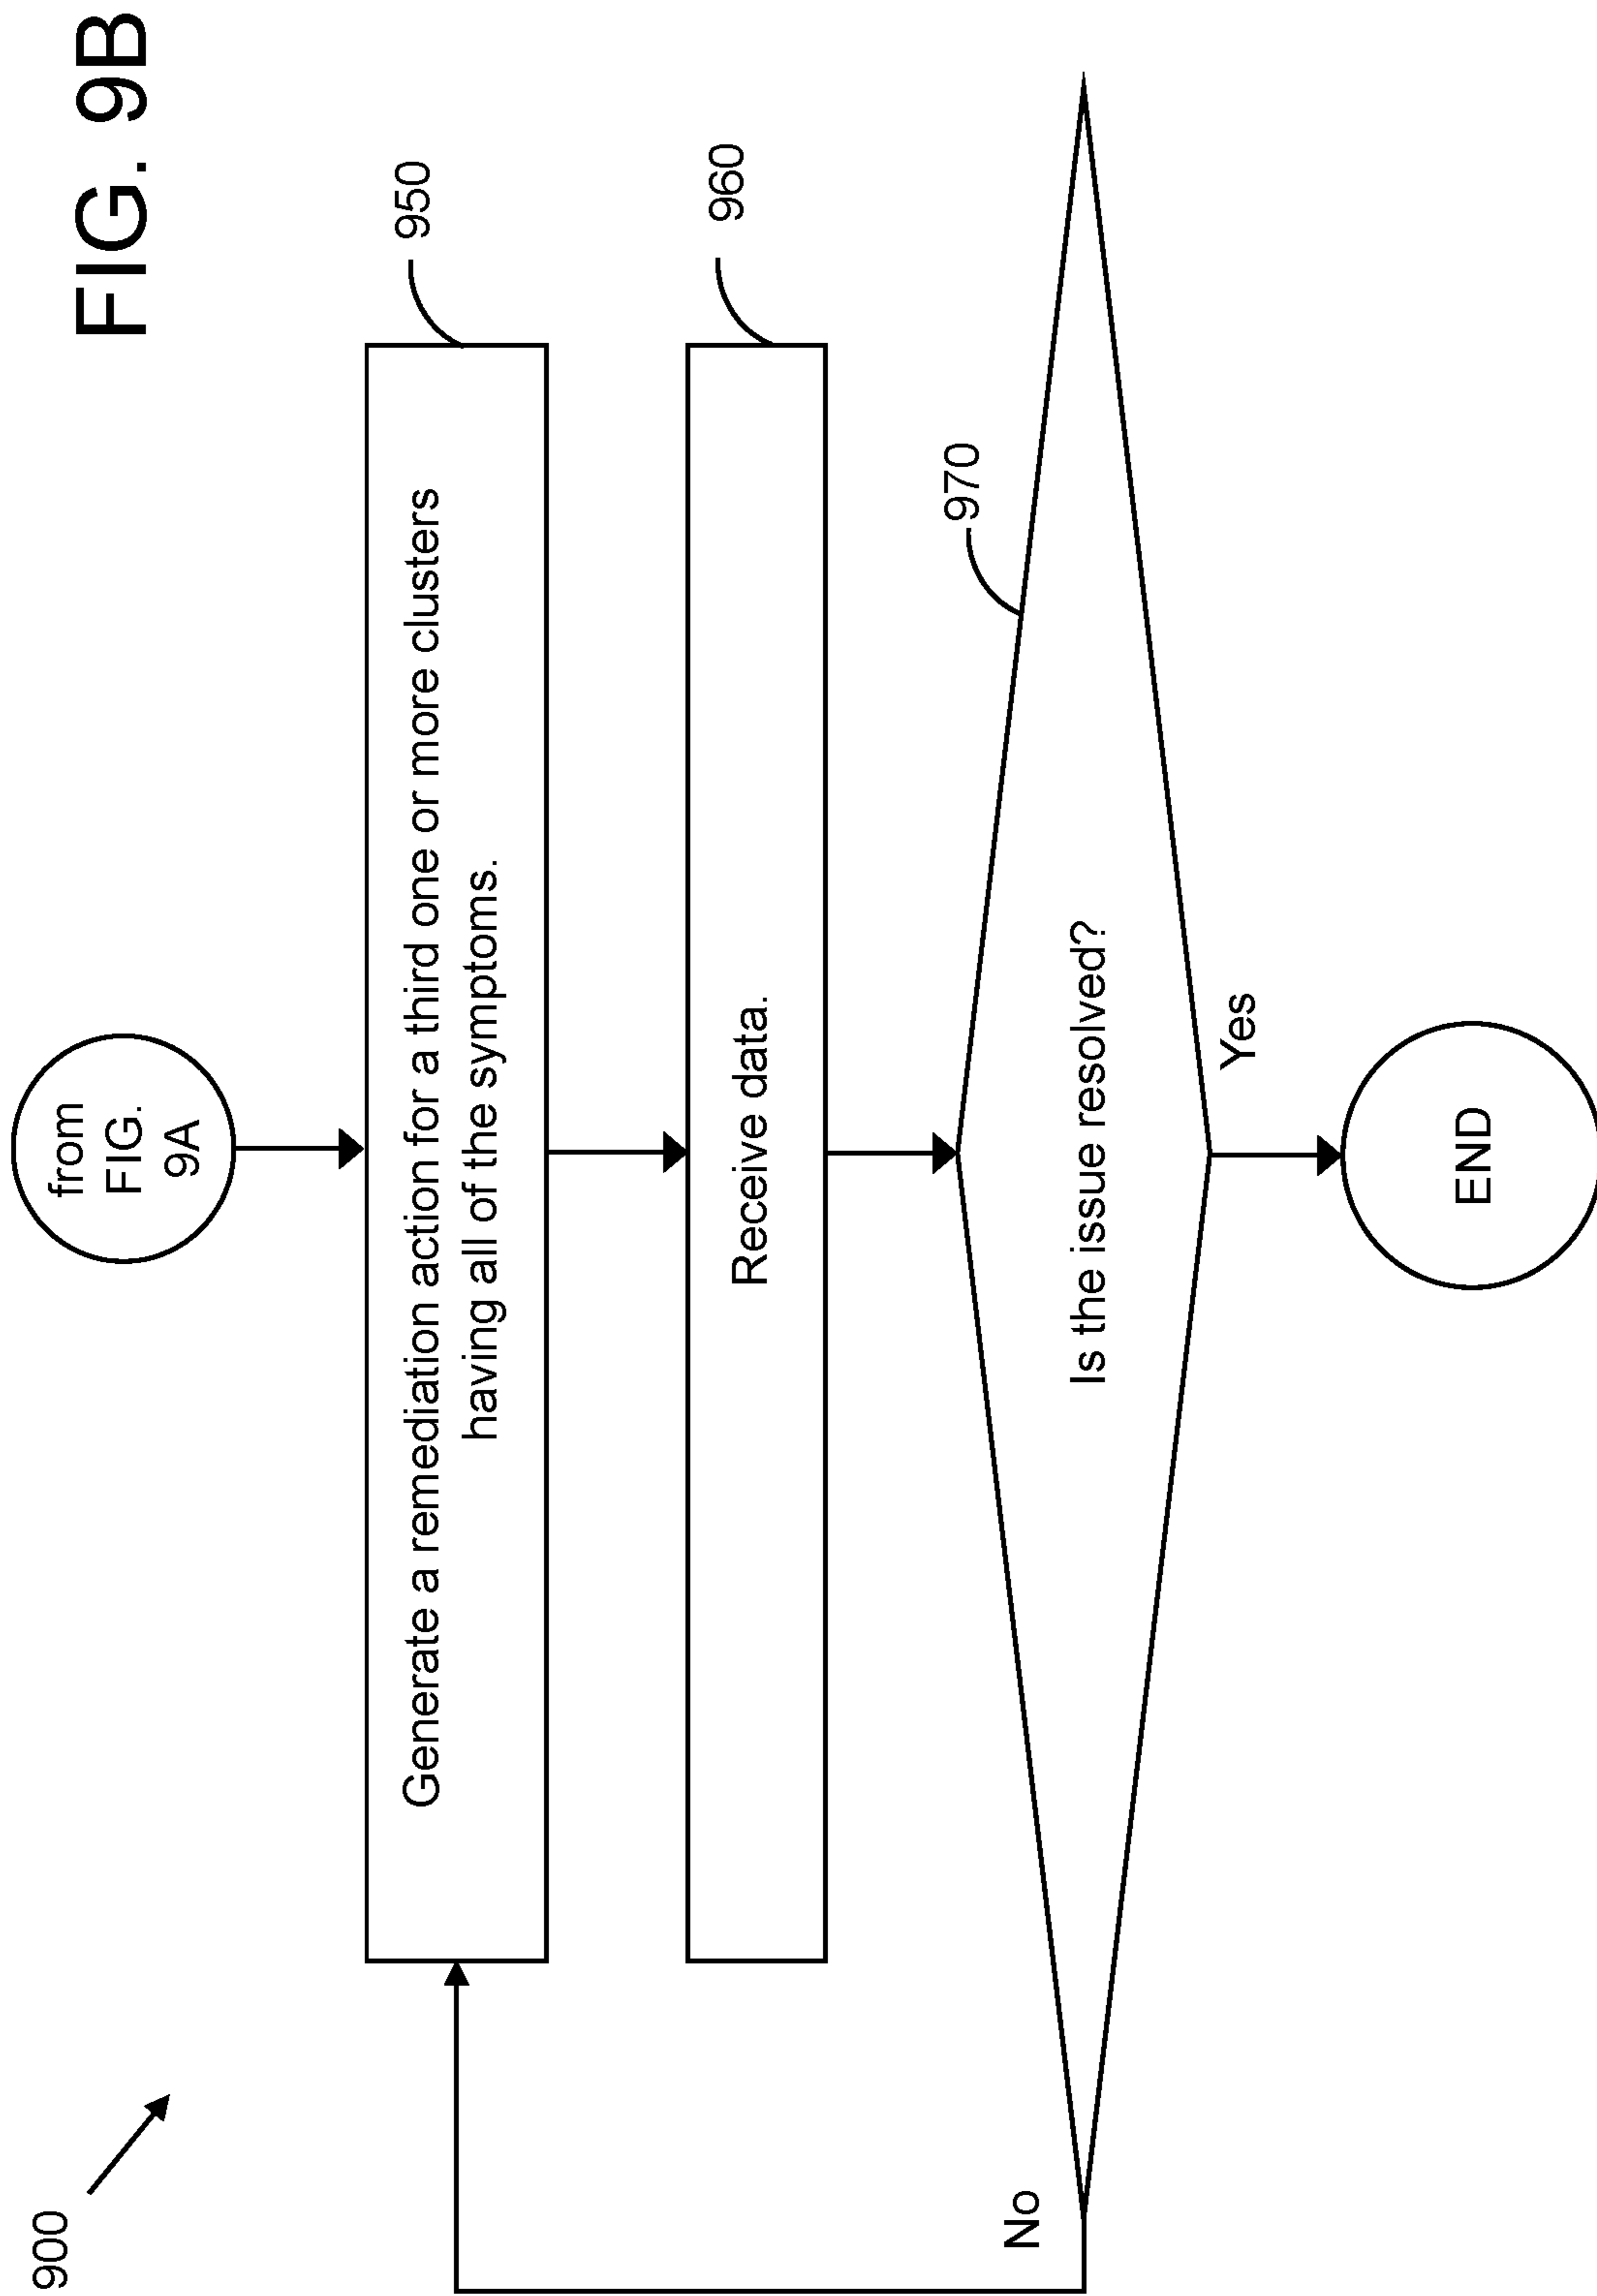 FIG. 9B
900
from
FIG.
9A
950
Generate a remediation action for a third one or more clusters
having all of the symptoms.
960
Receive data.
970
Is the issue resolved?
No
Yes
END